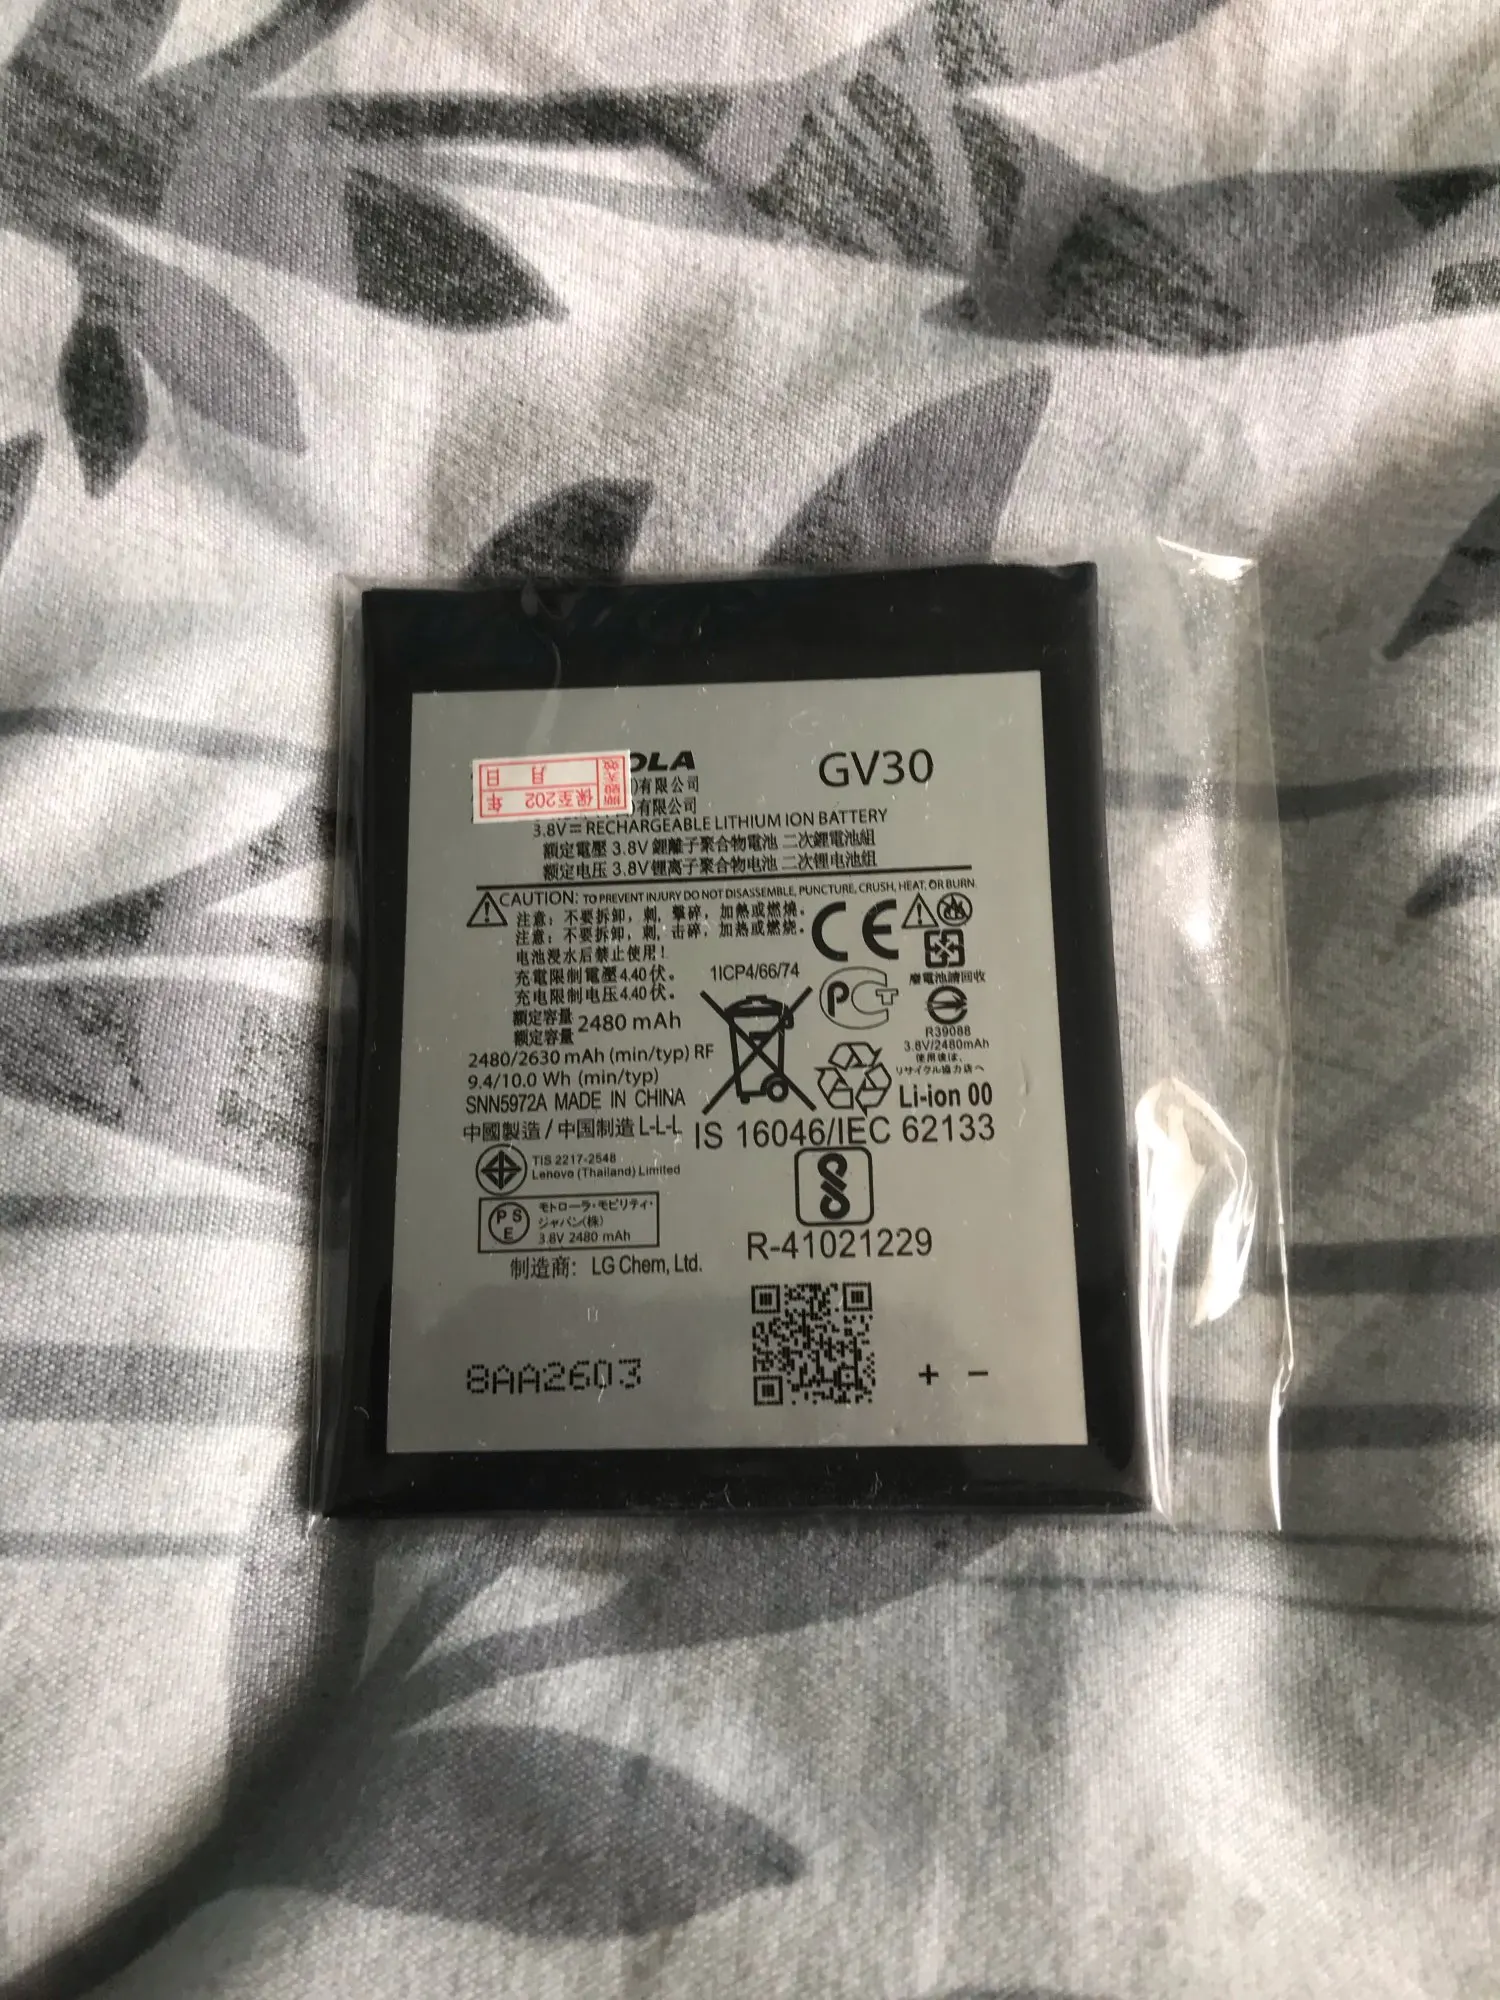 OLA
GV30
日 月
年 保至202
有限公司
有限公司
3.8V RECHARGEABLE LITHIUM ION BATTERY
額定電壓 3.8V 鋰離子聚合物電池 二次鋰電池組
额定电压 3.8V 锂离子聚合物电池 二次锂电池组
CAUTION: TO PREVENT INJURY DO NOT DISASSEMBLE, PUNCTURE, CRUSH, HEAT, OR BURN
注意: 不要拆卸, 刺, 擊碎, 加熱或燃燒。
注意: 不要拆卸, 刺, 击碎, 加热或燃烧。
电池浸水后禁止使用!
充電限制電壓 4.40伏。
充电限制电压 4.40伏。
額定容量
额定容量 2480 mAh
2480/2630 mAh (min/typ) RF
9.4/10.0 Wh (min/typ)
SNN5972A MADE IN CHINA
中國製造 / 中国制造 L-L-L
CE
1ICP4/66/74
PCT
廢電池請回收
R39088
3.8V/2480mAh
使用後は、
リサイクル協力店へ
Li-ion 00
IS 16046/IEC 62133
TIS 2217-2548
Lenovo (Thailand) Limited
PSE
モトローラ・モビリティ・
ジャパン(株)
3.8V 2480 mAh
R-41021229
制造商: LG Chem, Ltd.
8AA2603
+ −